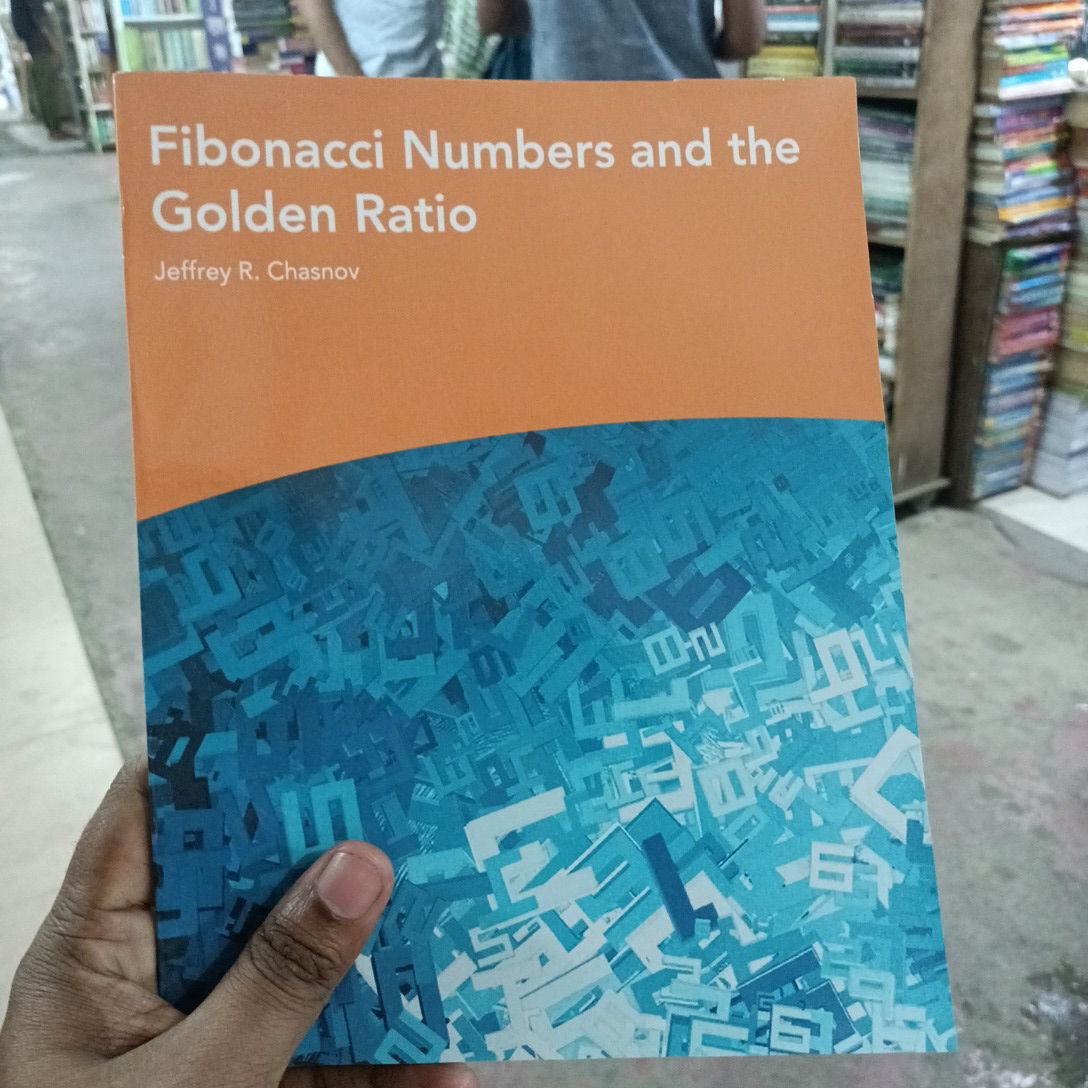 Fibonacci Numbers and the
Golden Ratio
Jeffrey R. Chasnov